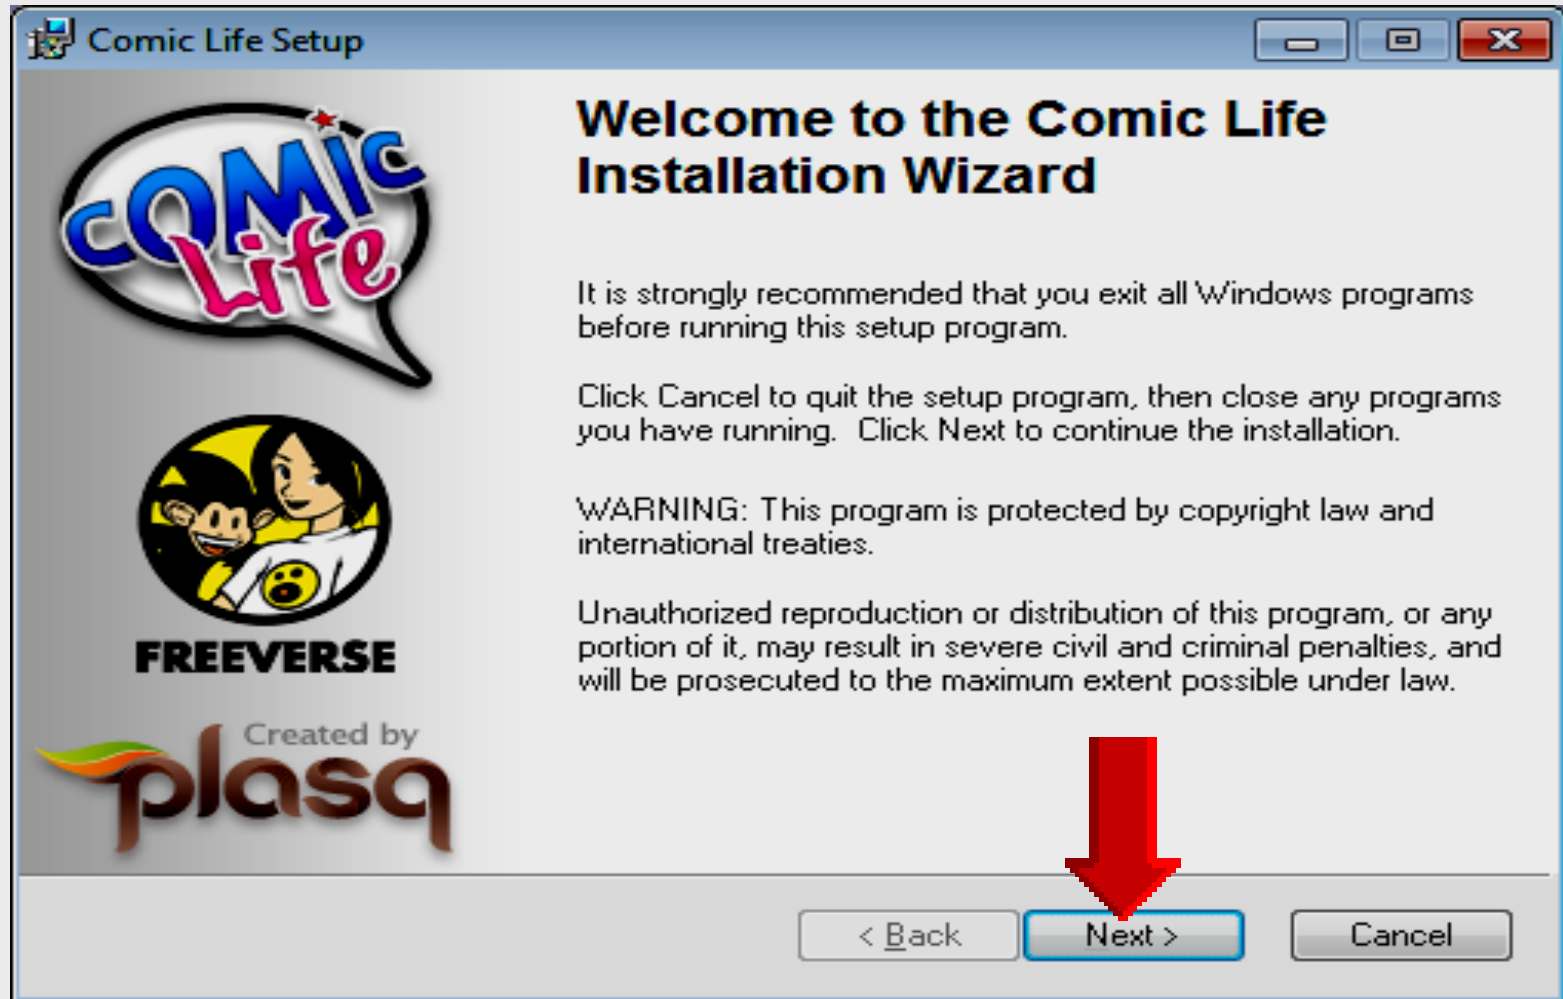 Comic Life Setup
COMic
Life
FREEVERSE
Created by
plasq
Welcome to the Comic Life
Installation Wizard
It is strongly recommended that you exit all Windows programs
before running this setup program.
Click Cancel to quit the setup program, then close any programs
you have running.  Click Next to continue the installation.
WARNING: This program is protected by copyright law and
international treaties.
Unauthorized reproduction or distribution of this program, or any
portion of it, may result in severe civil and criminal penalties, and
will be prosecuted to the maximum extent possible under law.
< Back
Next >
Cancel